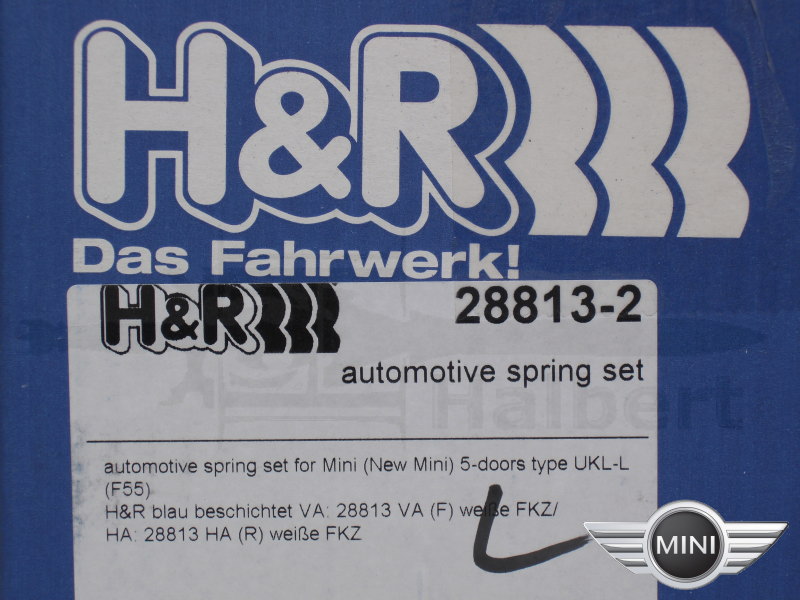 H&R
Das Fahrwerk!
H&R
28813-2
automotive spring set
Halbert
automotive spring set for Mini (New Mini) 5-doors type UKL-L
(F55)
H&R blau beschichtet VA: 28813 VA (F) weiße FKZ/
HA: 28813 HA (R) weiße FKZ
L
MINI